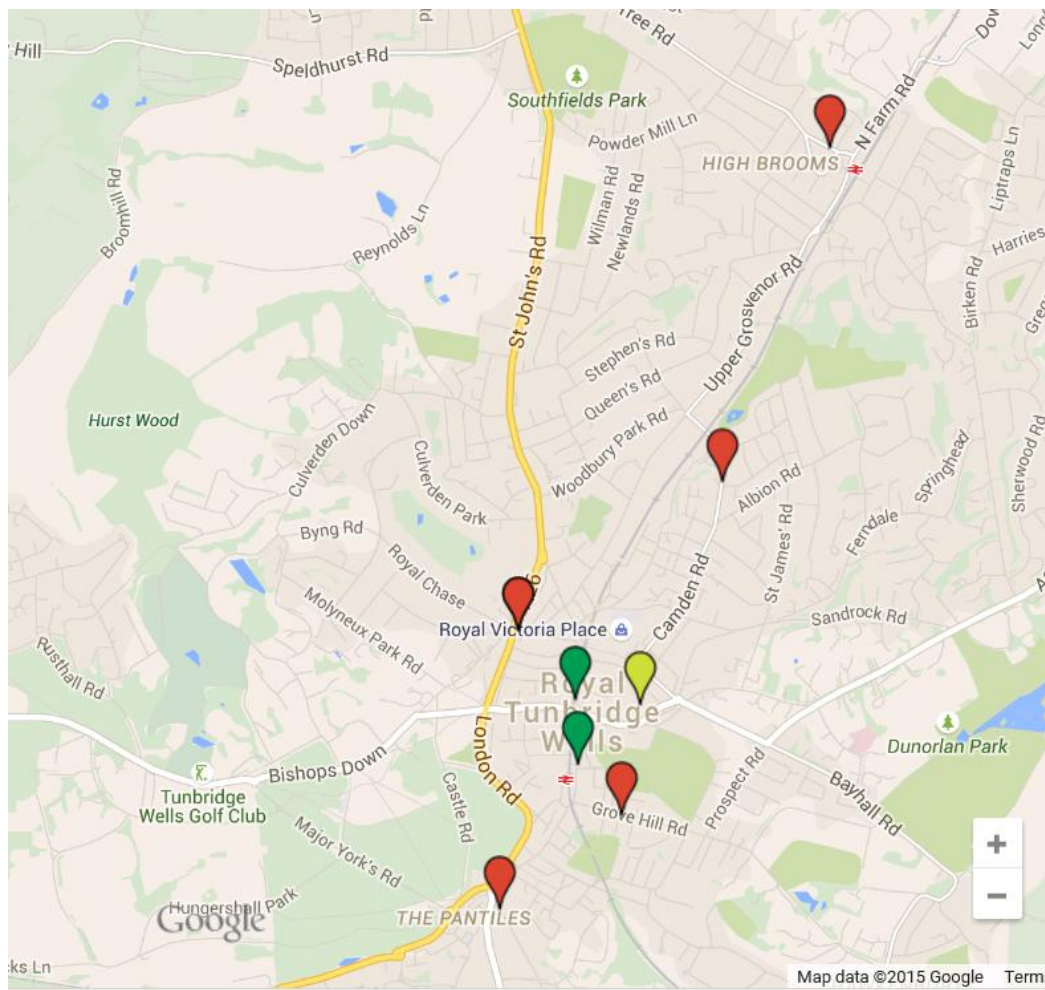 Hill
Speldhurst Rd
Tree Rd
Southfields Park
Powder Mill Ln
HIGH BROOMS
N Farm Rd
Liptraps Ln
Broomhill Rd
Reynolds Ln
Wilman Rd
Newlands Rd
Harries
Birken Rd
St John's Rd
Upper Grosvenor Rd
Stephen's Rd
Queen's Rd
Hurst Wood
Culverden Down
Woodbury Park Rd
Culverden Park
Albion Rd
Springhead
Sherwood Rd
Byng Rd
Ferndale
St James' Rd
Royal Chase
Molyneux Park Rd
Camden Rd
Sandrock Rd
Royal Victoria Place
Rusthall Rd
Royal
Tunbridge
Wells
London Rd
Dunorlan Park
Bishops Down
Tunbridge
Wells Golf Club
Castle Rd
Prospect Rd
Bayhall Rd
Grove Hill Rd
Major York's Rd
+
−
Hungershall Park
Google
THE PANTILES
cks Ln
Map data ©2015 Google
Term